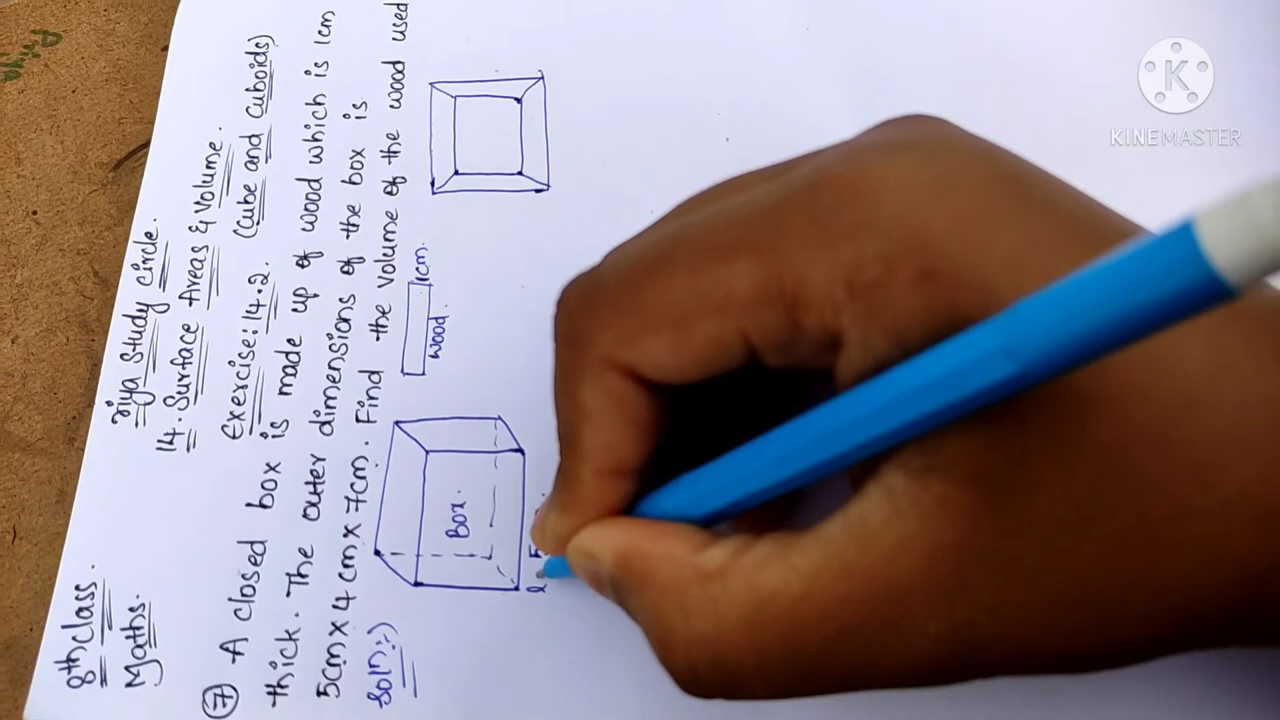 8th class.
Maths.
riya study circle.
14. Surface Areas & Volume.
Exercise: 14.2. (cube and cuboids)
7 A closed box is made up of wood which is 1cm
thick. The outer dimensions of the box is
5cm x 4cm x 7cm. Find the volume of the wood used
Soln:-)
Box.
1cm.
wood.
l 5
KINEMASTER
K